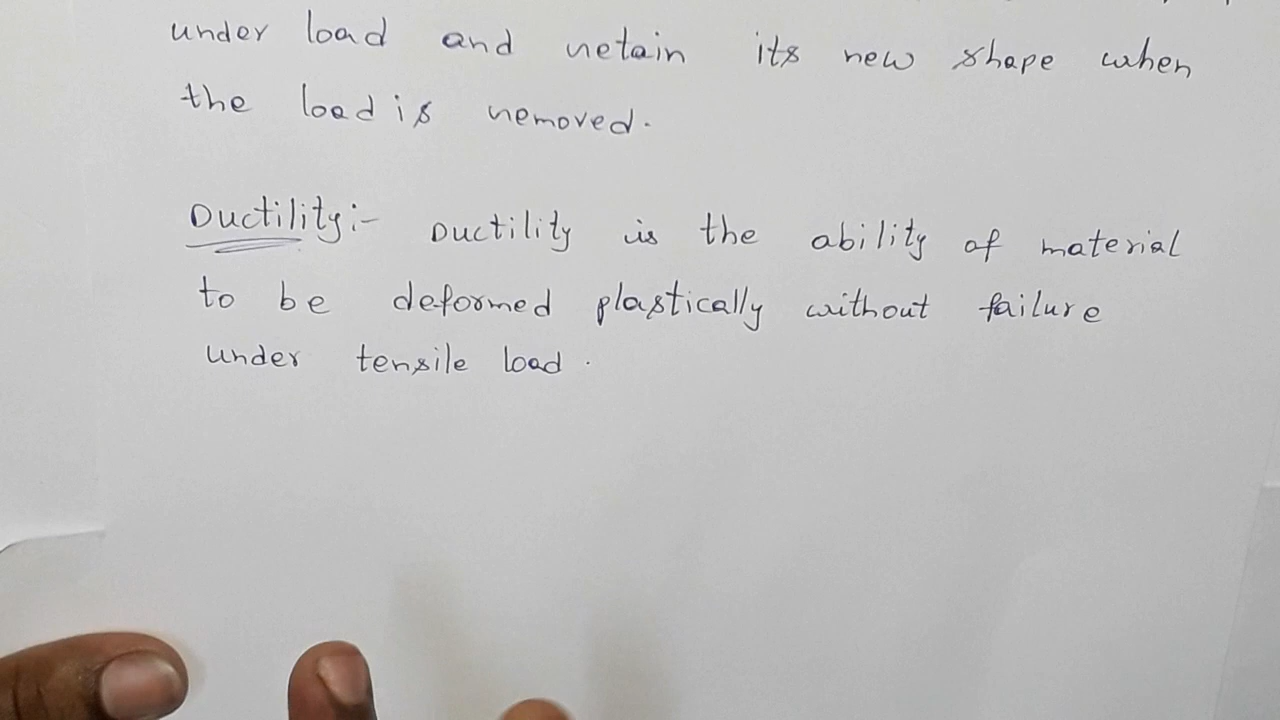 under load and retain its new shape when
the load is removed.
Ductility:- Ductility is the ability of material
to be deformed plastically without failure
under tensile load.